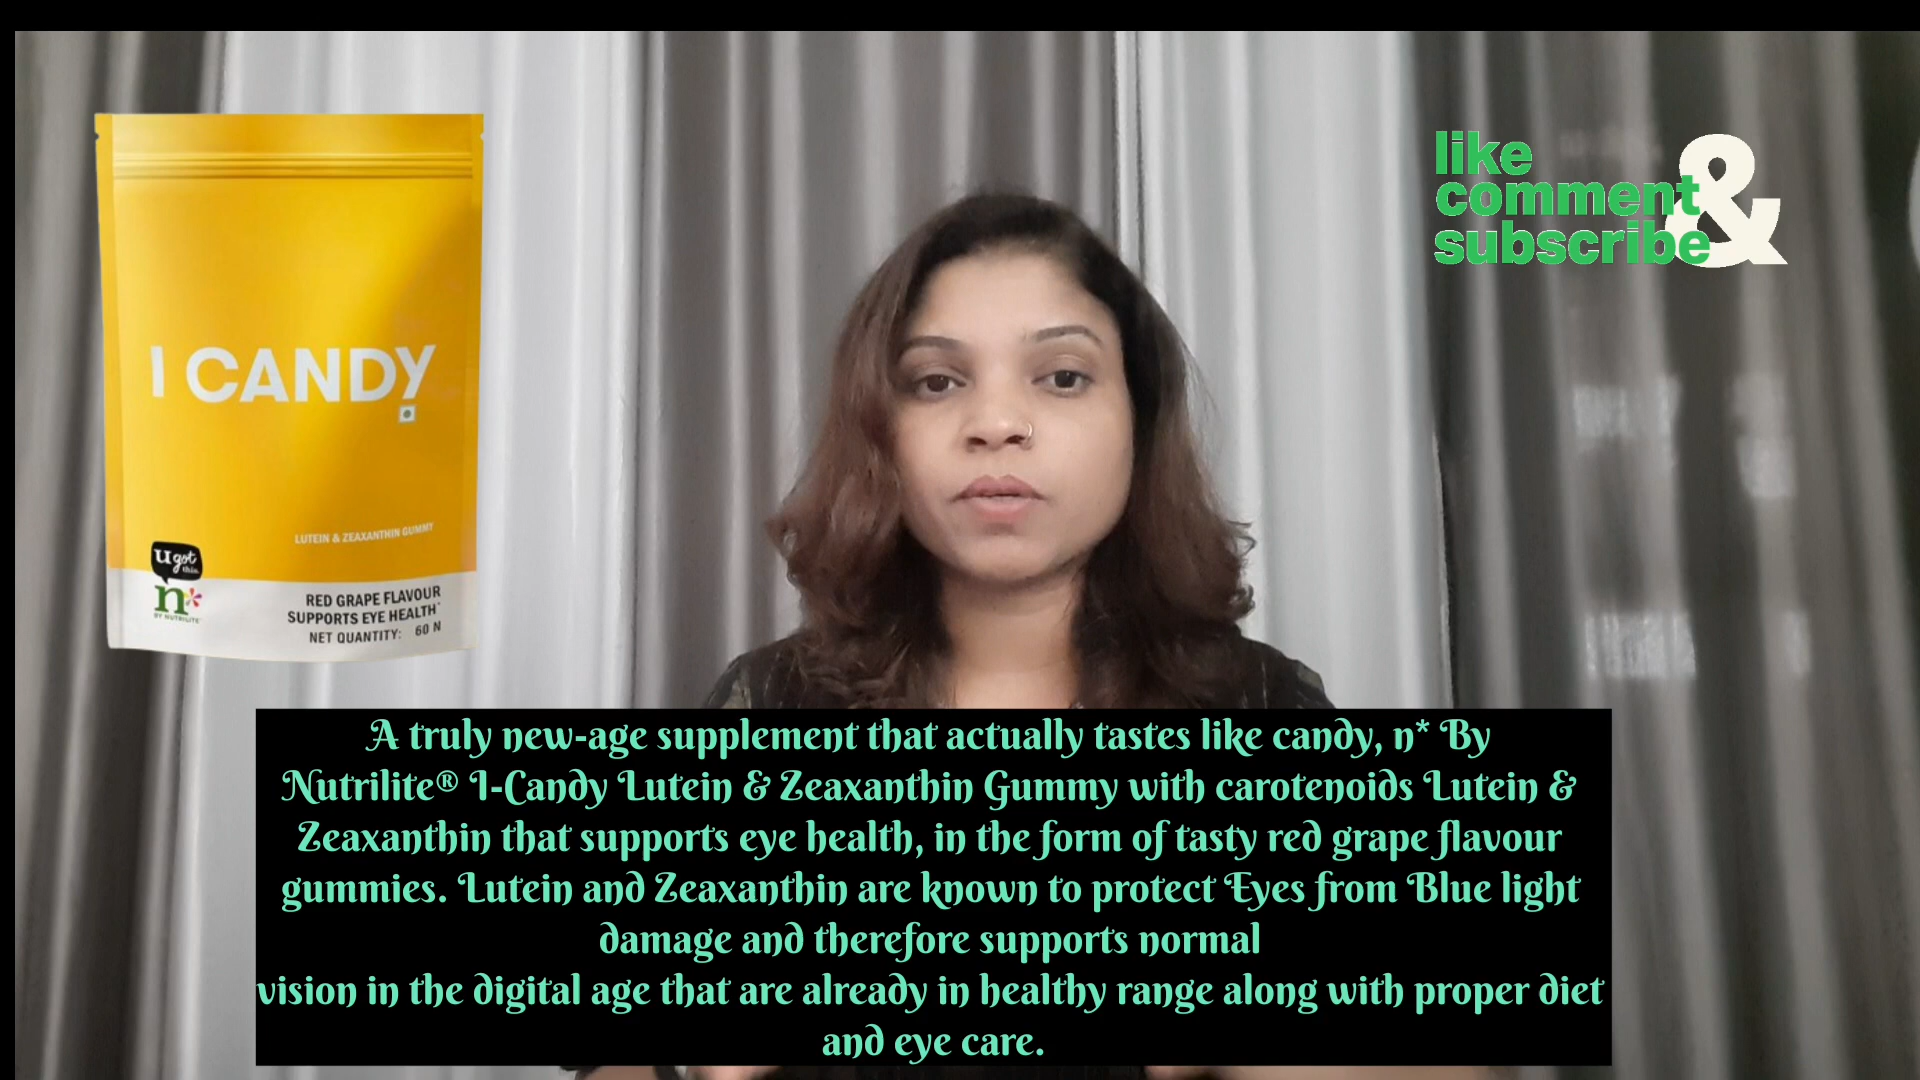 I CANDY
LUTEIN & ZEAXANTHIN GUMMY
u got
this.
n*
BY NUTRILITE™
RED GRAPE FLAVOUR
SUPPORTS EYE HEALTH*
NET QUANTITY: 60 N
like
comment &
subscribe
A truly new-age supplement that actually tastes like candy, n* By
Nutrilite® I-Candy Lutein & Zeaxanthin Gummy with carotenoids Lutein &
Zeaxanthin that supports eye health, in the form of tasty red grape flavour
gummies. Lutein and Zeaxanthin are known to protect Eyes from Blue light
damage and therefore supports normal
vision in the digital age that are already in healthy range along with proper diet
and eye care.